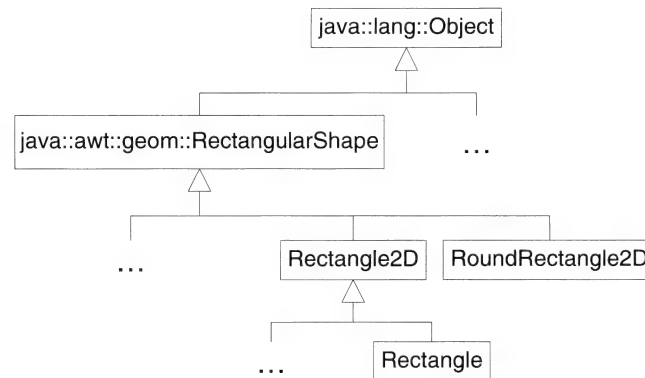 java::lang::Object
java::awt::geom::RectangularShape
...
...
Rectangle2D
RoundRectangle2D
...
Rectangle